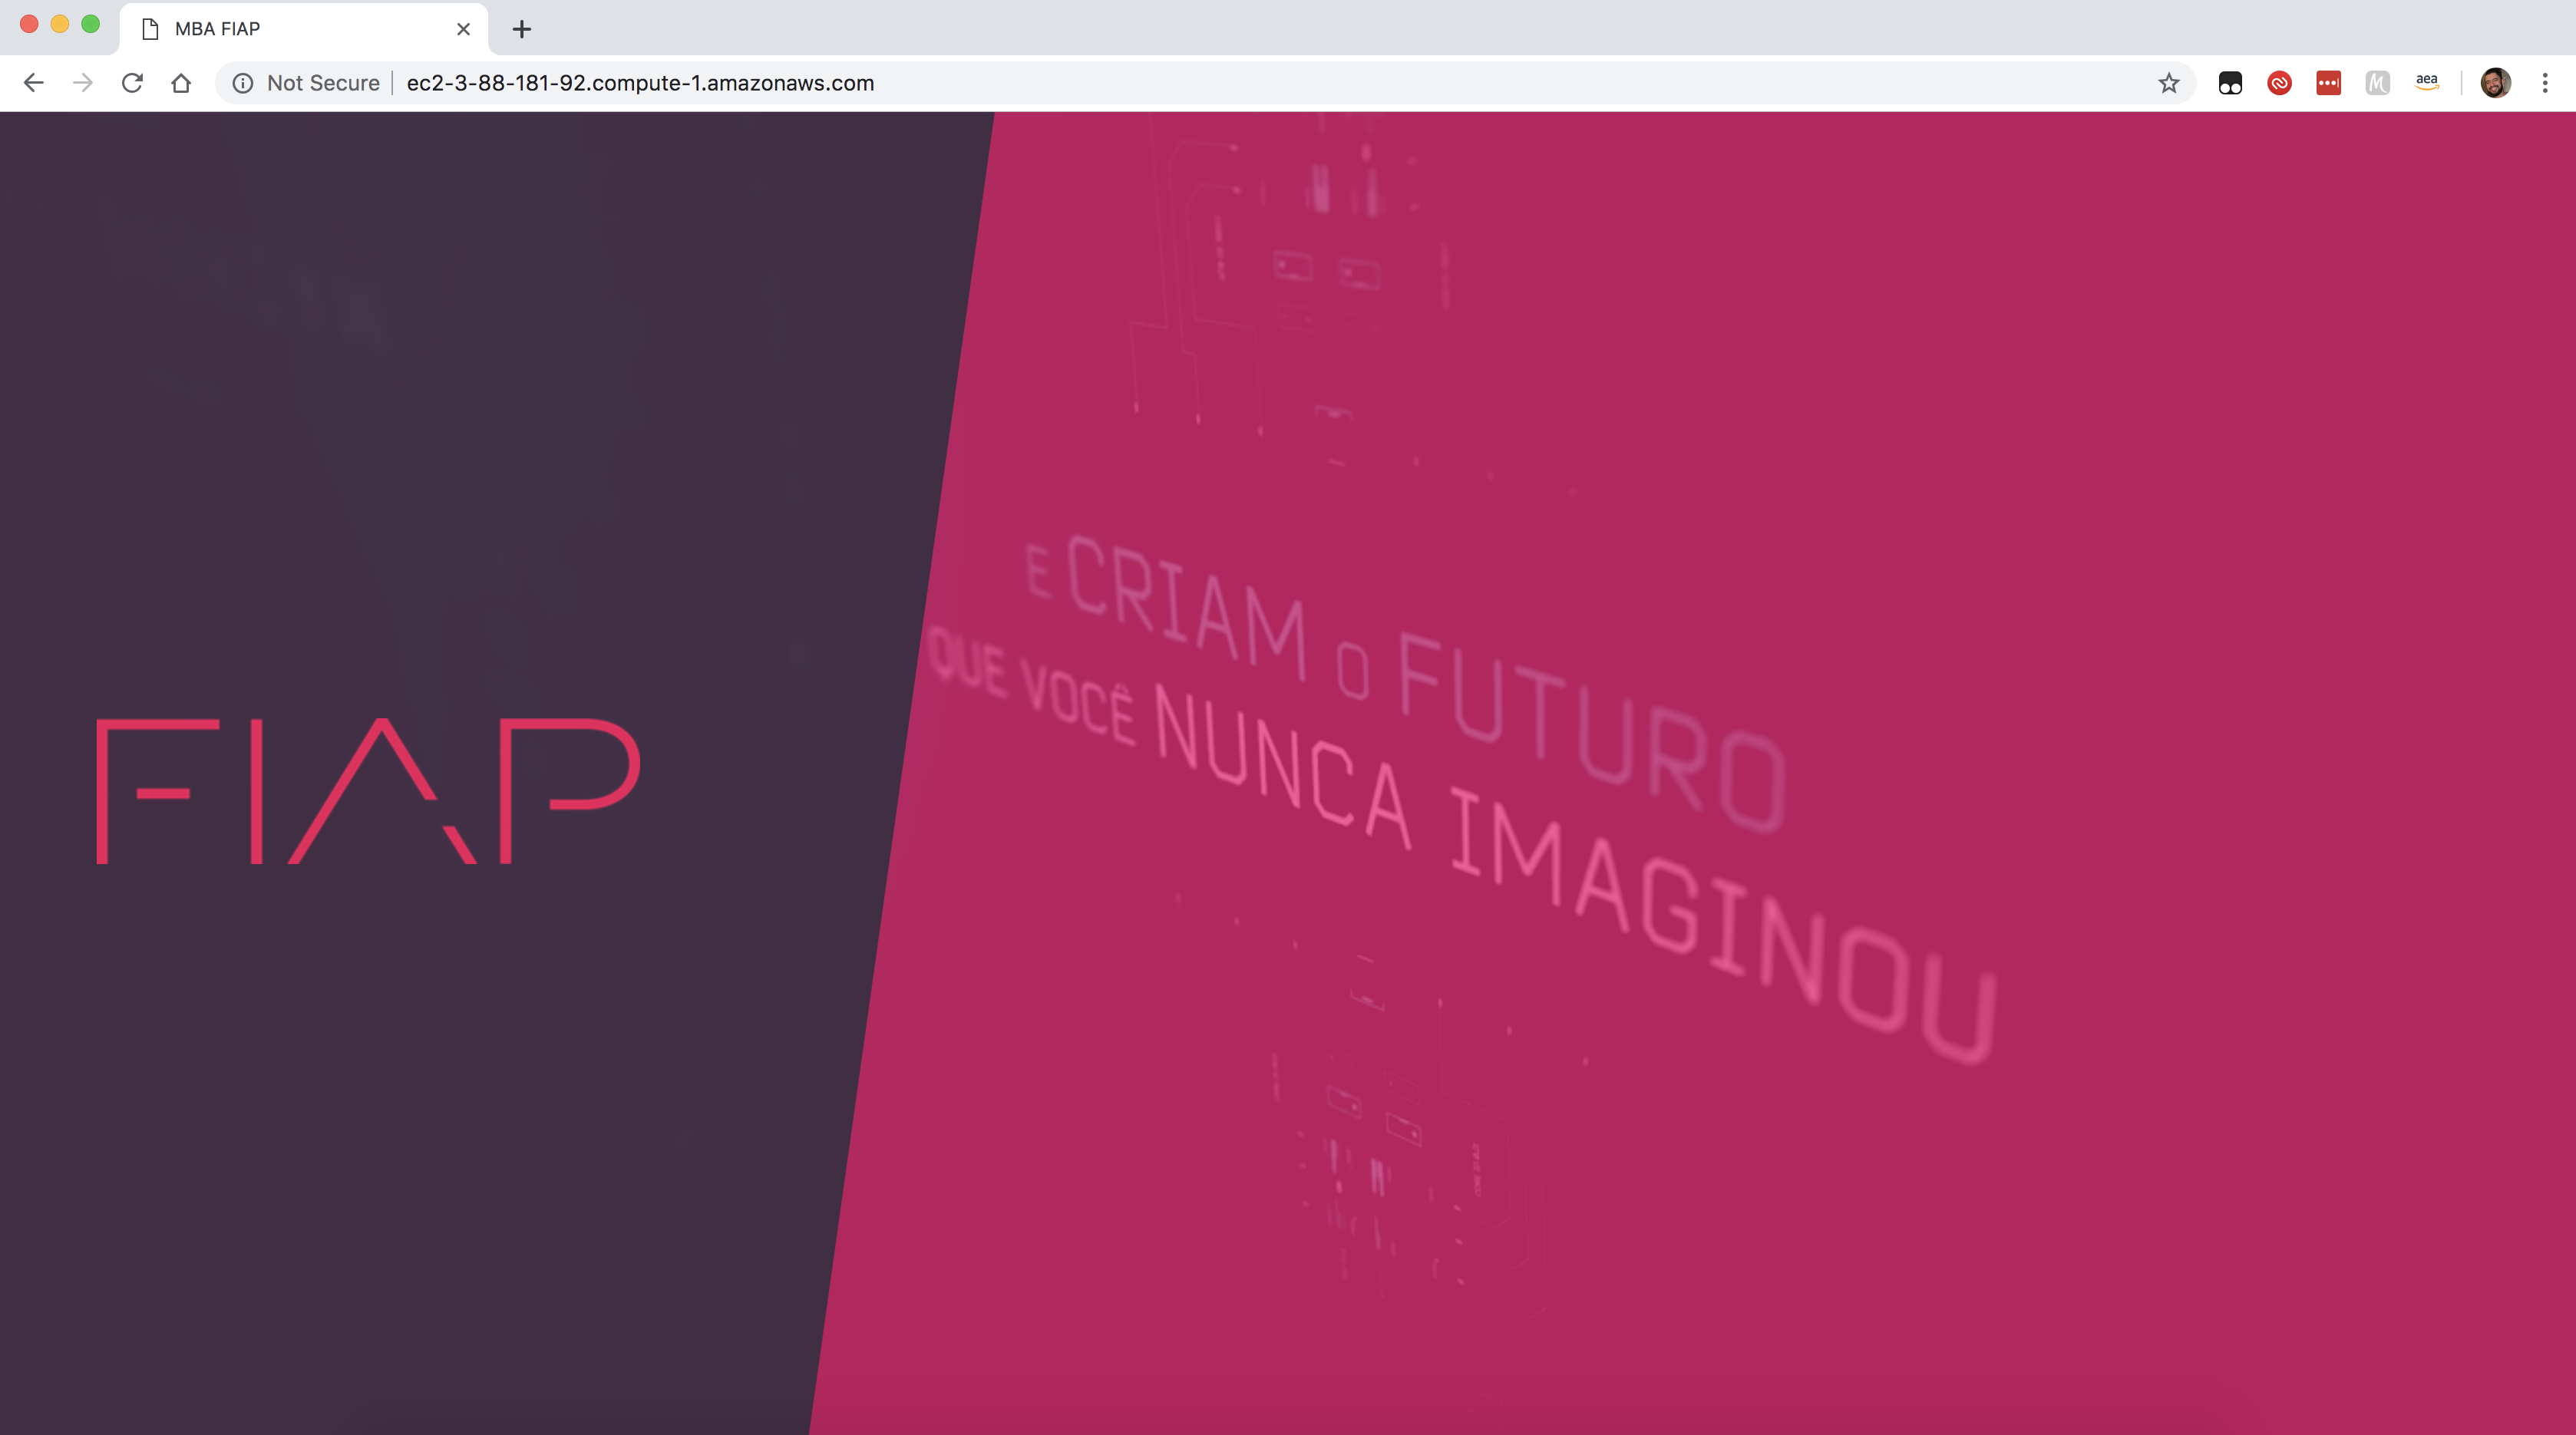 MBA FIAP
Not Secure
ec2-3-88-181-92.compute-1.amazonaws.com
aea
FIAP
E CRIAM O FUTURO
QUE VOCÊ NUNCA IMAGINOU